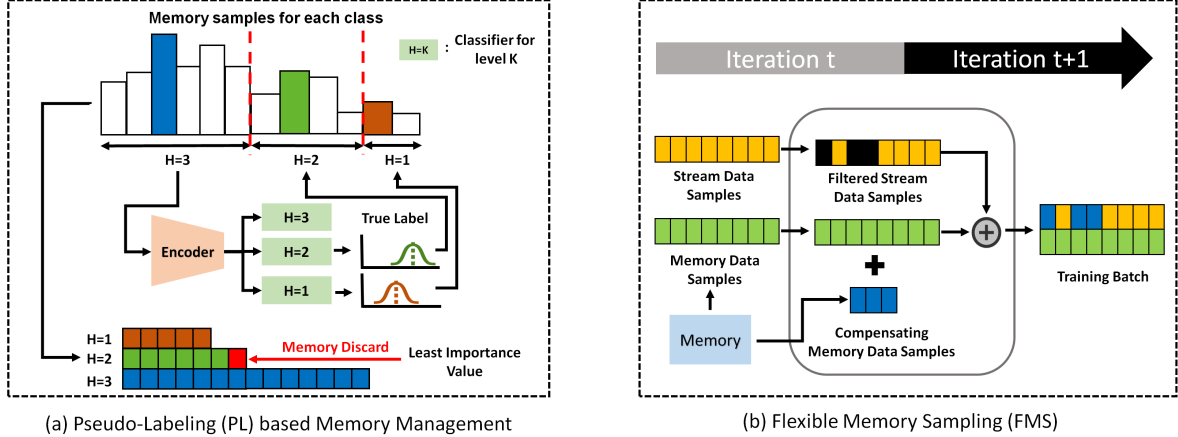 Memory samples for each class
H=K
:
Classifier for
level K
H=3
H=2
H=1
True Label
Encoder
H=3
H=2
H=1
H=1
H=2
H=3
Memory Discard
Least Importance
Value
(a) Pseudo-Labeling (PL) based Memory Management
Iteration t
Iteration t+1
Stream Data
Samples
Filtered Stream
Data Samples
Memory Data
Samples
+
+
Training Batch
Memory
Compensating
Memory Data Samples
(b) Flexible Memory Sampling (FMS)